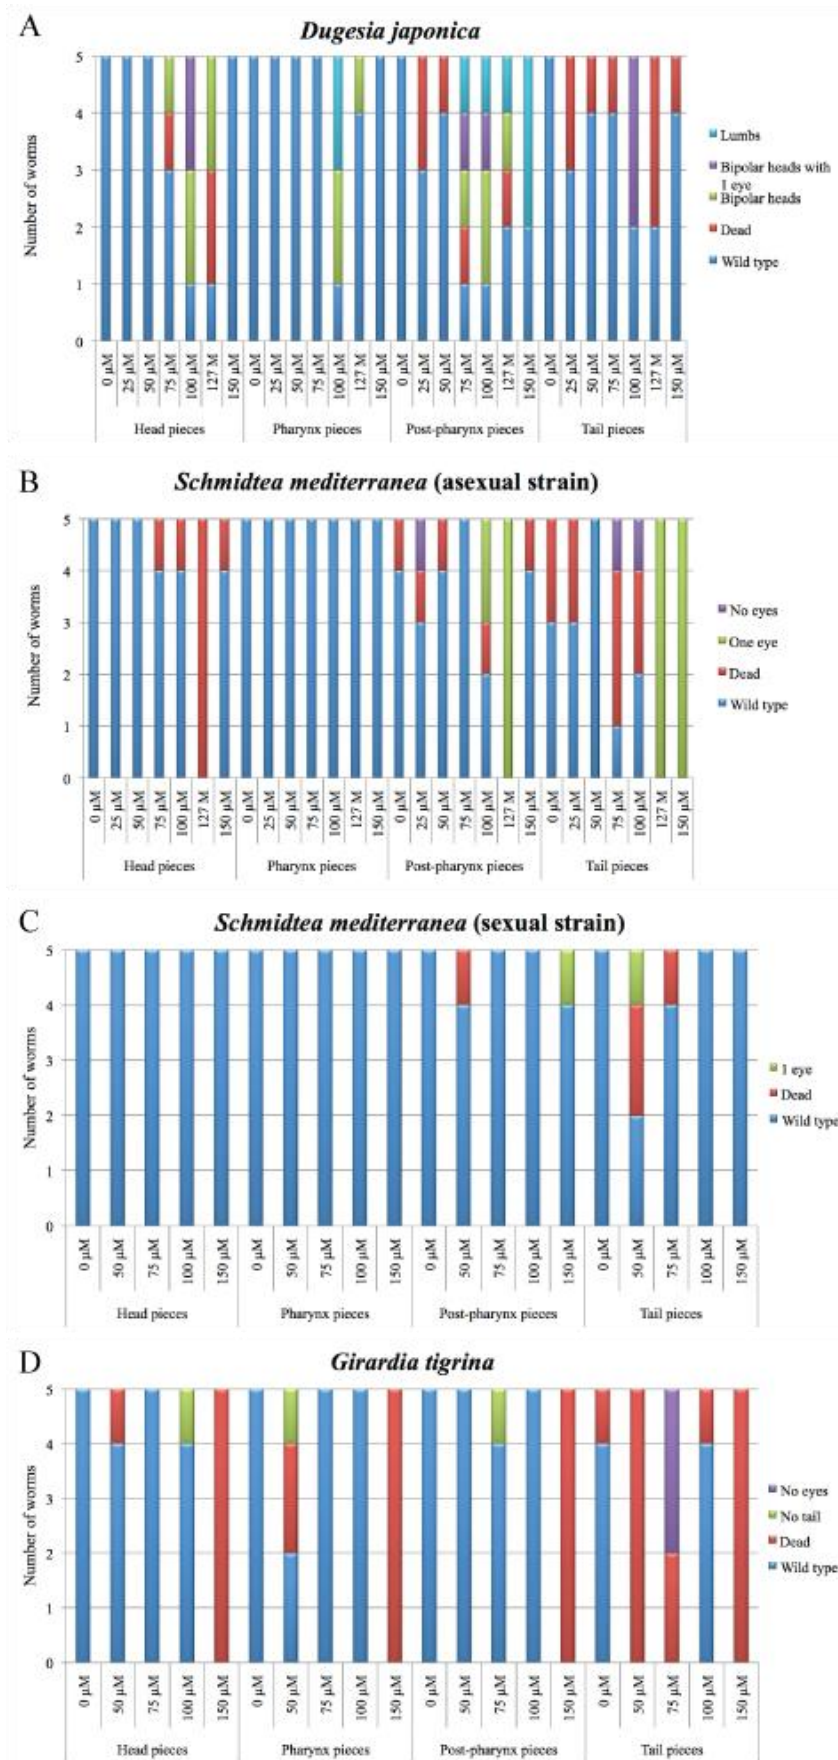 A
Dugesia japonica
Number of worms
5
4
3
2
1
0
0 µM
25 µM
50 µM
75 µM
100 µM
127 M
150 µM
0 µM
25 µM
50 µM
75 µM
100 µM
127 M
150 µM
0 µM
25 µM
50 µM
75 µM
100 µM
127 M
150 µM
0 µM
25 µM
50 µM
75 µM
100 µM
127 M
150 µM
Head pieces
Pharynx pieces
Post-pharynx pieces
Tail pieces
Lumbs
Bipolar heads with
1 eye
Bipolar heads
Dead
Wild type
B
Schmidtea mediterranea (asexual strain)
Number of worms
5
4
3
2
1
0
0 µM
25 µM
50 µM
75 µM
100 µM
127 M
150 µM
0 µM
25 µM
50 µM
75 µM
100 µM
127 M
150 µM
0 µM
25 µM
50 µM
75 µM
100 µM
127 M
150 µM
0 µM
25 µM
50 µM
75 µM
100 µM
127 M
150 µM
Head pieces
Pharynx pieces
Post-pharynx pieces
Tail pieces
No eyes
One eye
Dead
Wild type
C
Schmidtea mediterranea (sexual strain)
Number of worms
5
4
3
2
1
0
0 µM
50 µM
75 µM
100 µM
150 µM
0 µM
50 µM
75 µM
100 µM
150 µM
0 µM
50 µM
75 µM
100 µM
150 µM
0 µM
50 µM
75 µM
100 µM
150 µM
Head pieces
Pharynx pieces
Post-pharynx pieces
Tail pieces
1 eye
Dead
Wild type
D
Girardia tigrina
Number of worms
5
4
3
2
1
0
0 µM
50 µM
75 µM
100 µM
150 µM
0 µM
50 µM
75 µM
100 µM
150 µM
0 µM
50 µM
75 µM
100 µM
150 µM
0 µM
50 µM
75 µM
100 µM
150 µM
Head pieces
Pharynx pieces
Post-pharynx pieces
Tail pieces
No eyes
No tail
Dead
Wild type